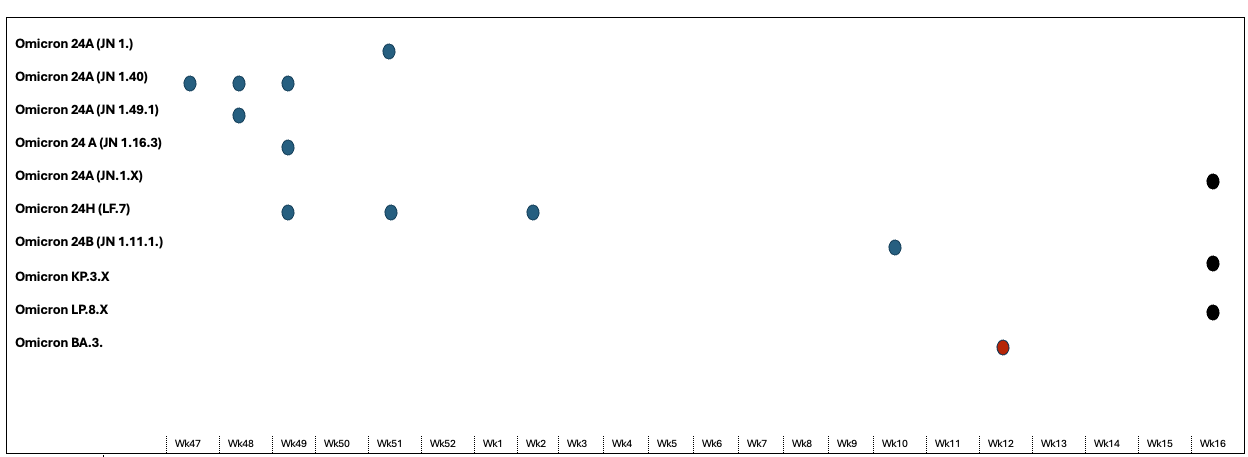 Omicron 24A (JN 1.)
Omicron 24A (JN 1.40)
Omicron 24A (JN 1.49.1)
Omicron 24 A (JN 1.16.3)
Omicron 24A (JN.1.X)
Omicron 24H (LF.7)
Omicron 24B (JN 1.11.1.)
Omicron KP.3.X
Omicron LP.8.X
Omicron BA.3.
Wk47 Wk48 Wk49 Wk50 Wk51 Wk52 Wk1 Wk2 Wk3 Wk4 Wk5 Wk6 Wk7 Wk8 Wk9 Wk10 Wk11 Wk12 Wk13 Wk14 Wk15 Wk16